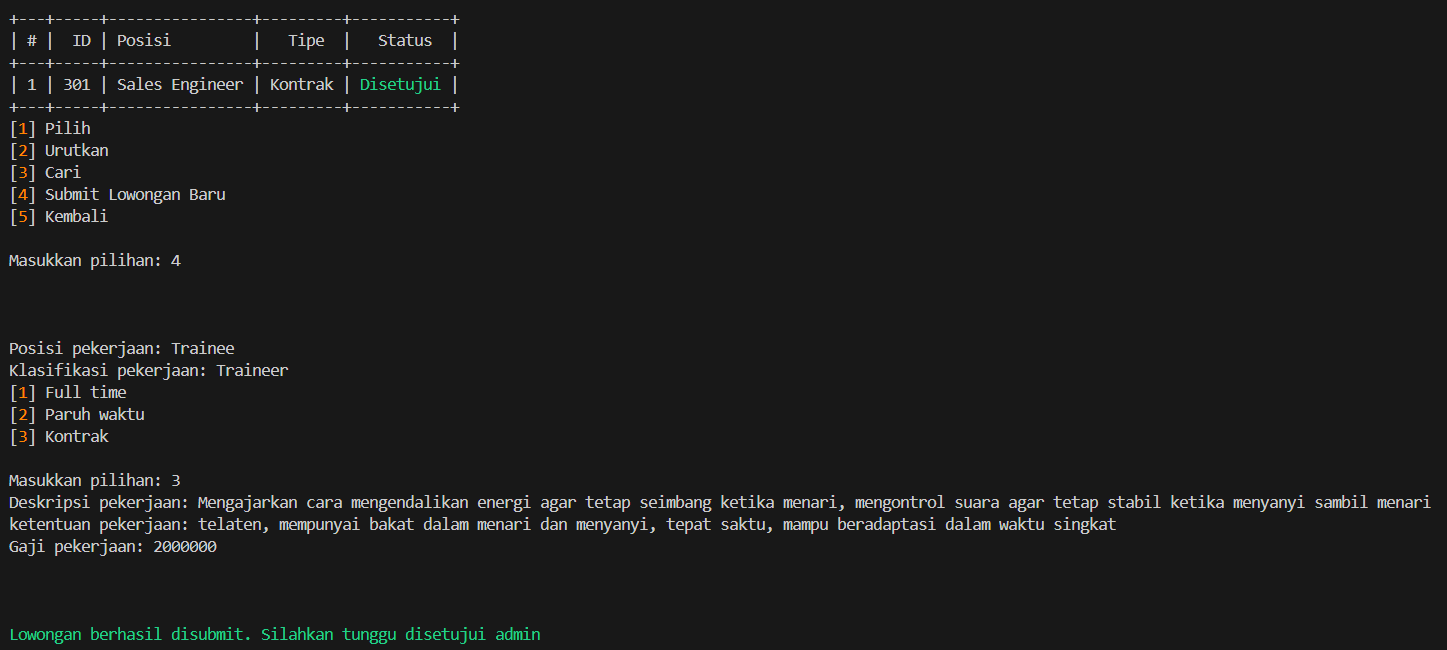 +---+-----+----------------+---------+-----------+
| # |  ID | Posisi         |   Tipe  |   Status  |
+---+-----+----------------+---------+-----------+
| 1 | 301 | Sales Engineer | Kontrak | Disetujui |
+---+-----+----------------+---------+-----------+
[1] Pilih
[2] Urutkan
[3] Cari
[4] Submit Lowongan Baru
[5] Kembali
Masukkan pilihan: 4
Posisi pekerjaan: Trainee
Klasifikasi pekerjaan: Traineer
[1] Full time
[2] Paruh waktu
[3] Kontrak
Masukkan pilihan: 3
Deskripsi pekerjaan: Mengajarkan cara mengendalikan energi agar tetap seimbang ketika menari, mengontrol suara agar tetap stabil ketika menyanyi sambil menari
ketentuan pekerjaan: telaten, mempunyai bakat dalam menari dan menyanyi, tepat saktu, mampu beradaptasi dalam waktu singkat
Gaji pekerjaan: 2000000
Lowongan berhasil disubmit. Silahkan tunggu disetujui admin